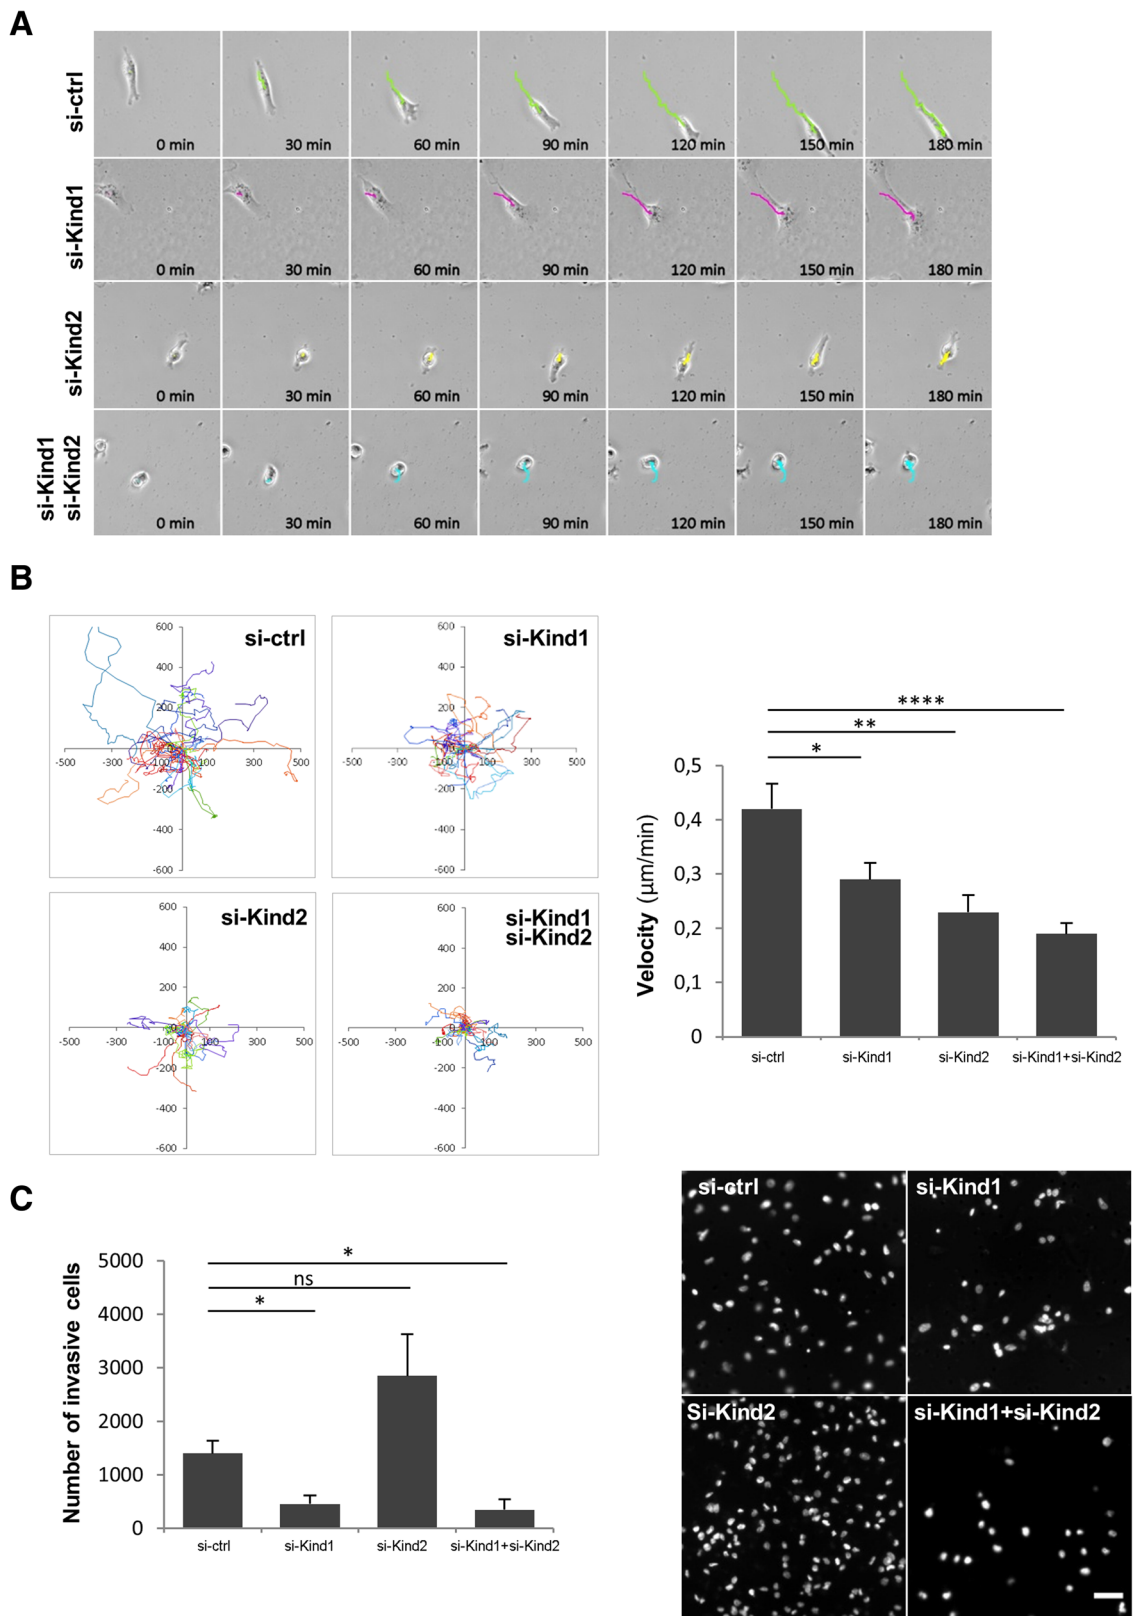 A
si-ctrl
0 min 30 min 60 min 90 min 120 min 150 min 180 min
si-Kind1
0 min 30 min 60 min 90 min 120 min 150 min 180 min
si-Kind2
0 min 30 min 60 min 90 min 120 min 150 min 180 min
si-Kind1
si-Kind2
0 min 30 min 60 min 90 min 120 min 150 min 180 min
B
si-ctrl
600
400
200
0
-500 -300 -100 100 300 500
-200
-400
-600
si-Kind1
600
400
200
0
-500 -300 -100 100 300 500
-200
-400
-600
si-Kind2
600
400
200
0
-500 -300 -100 100 300 500
-200
-400
-600
si-Kind1
si-Kind2
600
400
200
0
-500 -300 -100 100 300 500
-200
-400
-600
****
**
*
Velocity (μm/min)
0,5
0,4
0,3
0,2
0,1
0
si-ctrl si-Kind1 si-Kind2 si-Kind1+si-Kind2
C
Number of invasive cells
5000
4000
3000
2000
1000
0
*
ns
*
si-ctrl si-Kind1 si-Kind2 si-Kind1+si-Kind2
si-ctrl si-Kind1
Si-Kind2 si-Kind1+si-Kind2